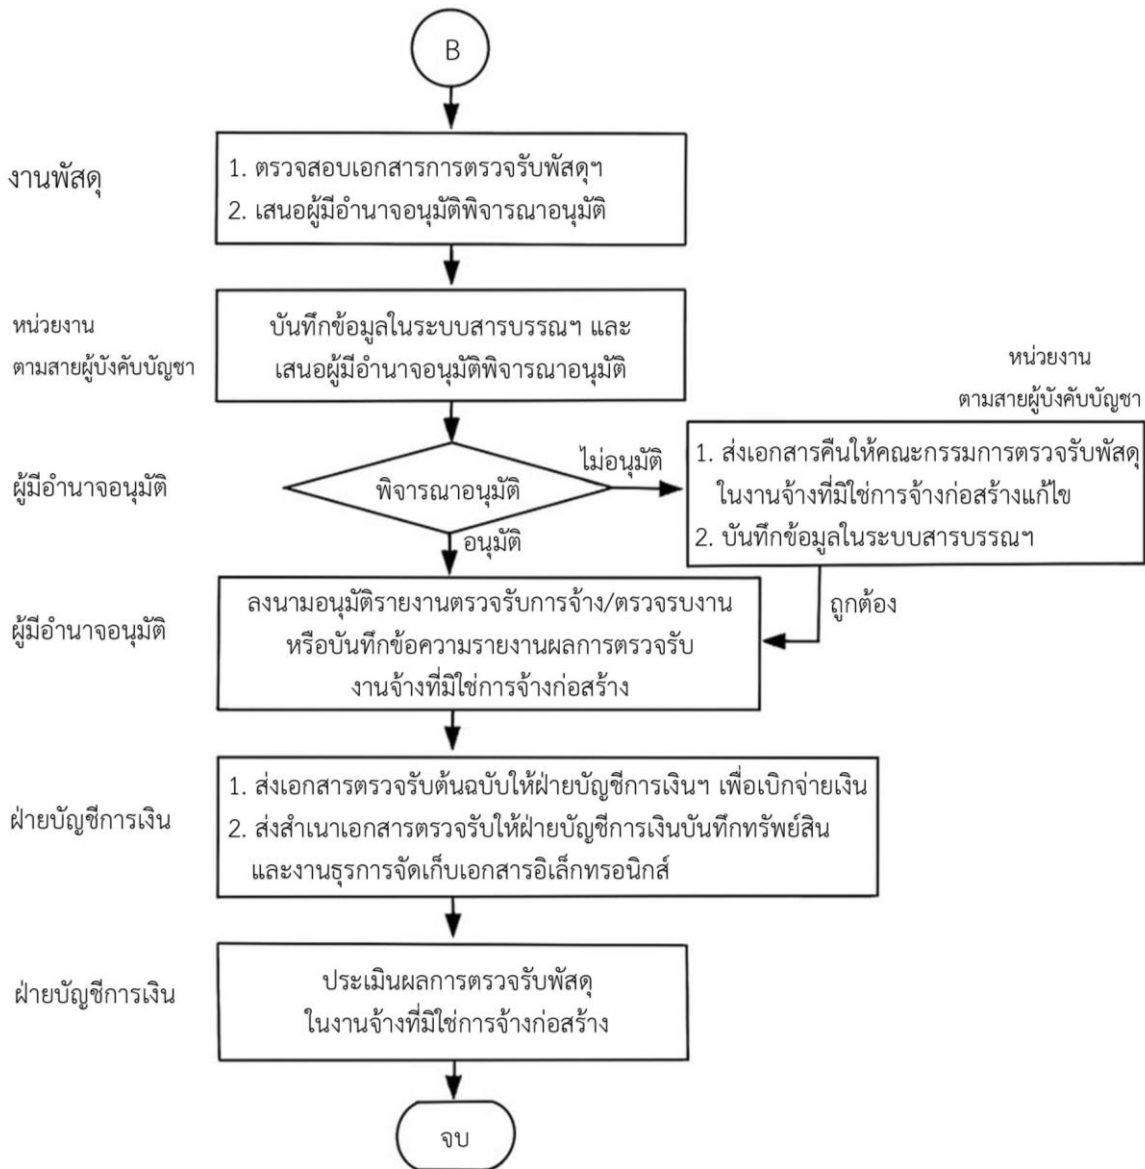 B
งานพัสดุ
1. ตรวจสอบเอกสารการตรวจรับพัสดุฯ
2. เสนอผู้มีอำนาจอนุมัติพิจารณาอนุมัติ
หน่วยงาน
ตามสายผู้บังคับบัญชา
บันทึกข้อมูลในระบบสารบรรณฯ และ
เสนอผู้มีอำนาจอนุมัติพิจารณาอนุมัติ
หน่วยงาน
ตามสายผู้บังคับบัญชา
ผู้มีอำนาจอนุมัติ
พิจารณาอนุมัติ
ไม่อนุมัติ
1. ส่งเอกสารคืนให้คณะกรรมการตรวจรับพัสดุ
ในงานจ้างที่มิใช่การจ้างก่อสร้างแก้ไข
2. บันทึกข้อมูลในระบบสารบรรณฯ
อนุมัติ
ถูกต้อง
ผู้มีอำนาจอนุมัติ
ลงนามอนุมัติรายงานตรวจรับการจ้าง/ตรวจรบงาน
หรือบันทึกข้อความรายงานผลการตรวจรับ
งานจ้างที่มิใช่การจ้างก่อสร้าง
ฝ่ายบัญชีการเงิน
1. ส่งเอกสารตรวจรับต้นฉบับให้ฝ่ายบัญชีการเงินฯ เพื่อเบิกจ่ายเงิน
2. ส่งสำเนาเอกสารตรวจรับให้ฝ่ายบัญชีการเงินบันทึกทรัพย์สิน
และงานธุรการจัดเก็บเอกสารอิเล็กทรอนิกส์
ฝ่ายบัญชีการเงิน
ประเมินผลการตรวจรับพัสดุ
ในงานจ้างที่มิใช่การจ้างก่อสร้าง
จบ